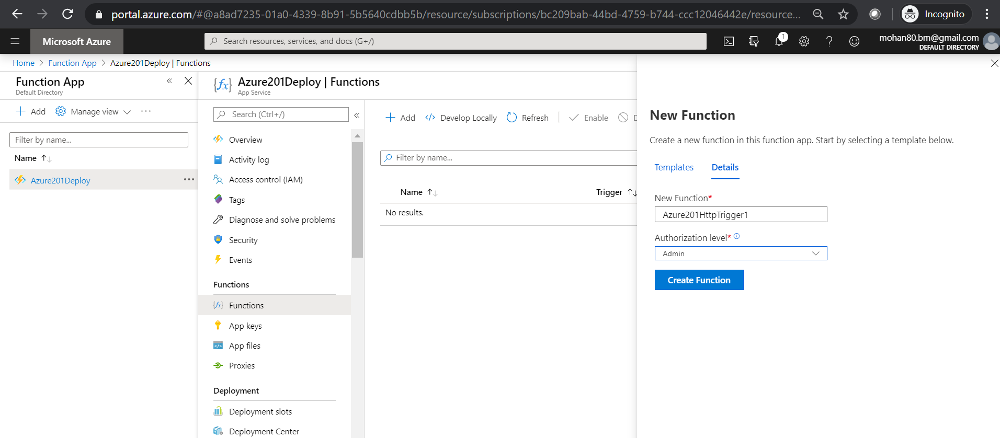 portal.azure.com/#@a8ad7235-01a0-4339-8b91-5b5640cdbb5b/resource/subscriptions/bc209bab-44bd-4759-b744-ccc12046442e/resource...
Incognito
Microsoft Azure
Search resources, services, and docs (G+/)
1
mohan80.bm@gmail.com
DEFAULT DIRECTORY
Home > Function App > Azure201Deploy | Functions
Function App
Default Directory
Add
Manage view
Filter by name...
Name
Azure201Deploy
Azure201Deploy | Functions
App Service
Search (Ctrl+/)
Overview
Activity log
Access control (IAM)
Tags
Diagnose and solve problems
Security
Events
Functions
Functions
App keys
App files
Proxies
Deployment
Deployment slots
Deployment Center
Add
Develop Locally
Refresh
Enable
D
Filter by name...
Name
Trigger
No results.
New Function
Create a new function in this function app. Start by selecting a template below.
Templates
Details
New Function*
Azure201HttpTrigger1
Authorization level*
Admin
Create Function